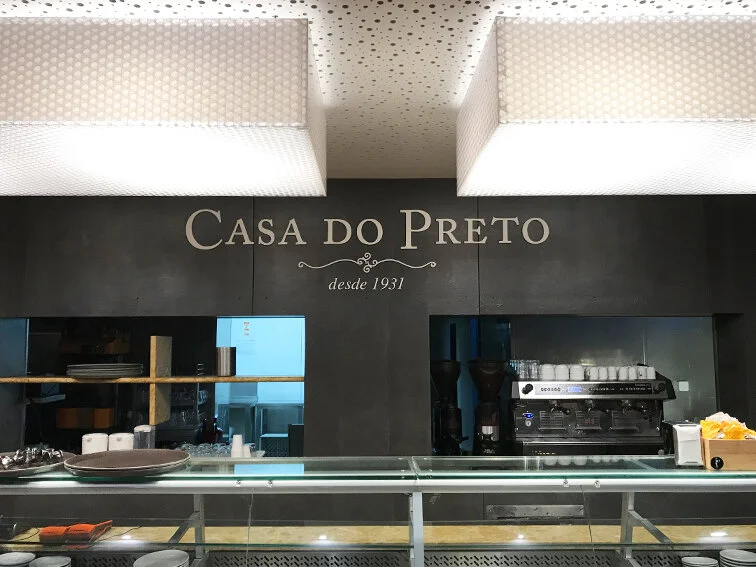 CASA DO PRETO
desde 1931